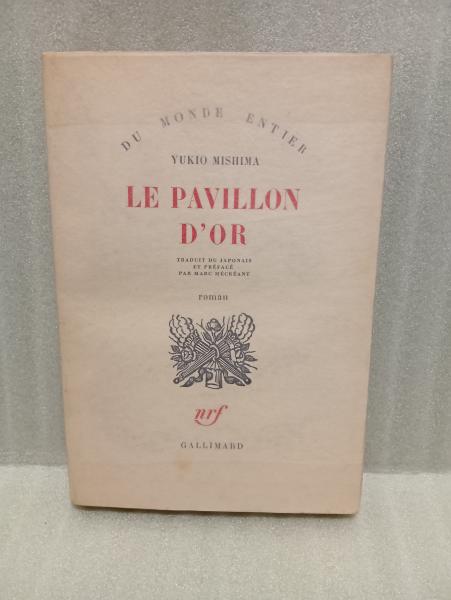 DU MONDE ENTIER
YUKIO MISHIMA
LE PAVILLON
D'OR
TRADUIT DU JAPONAIS
ET PRÉFACÉ
PAR MARC MÉCRÉANT
roman
nrf
GALLIMARD